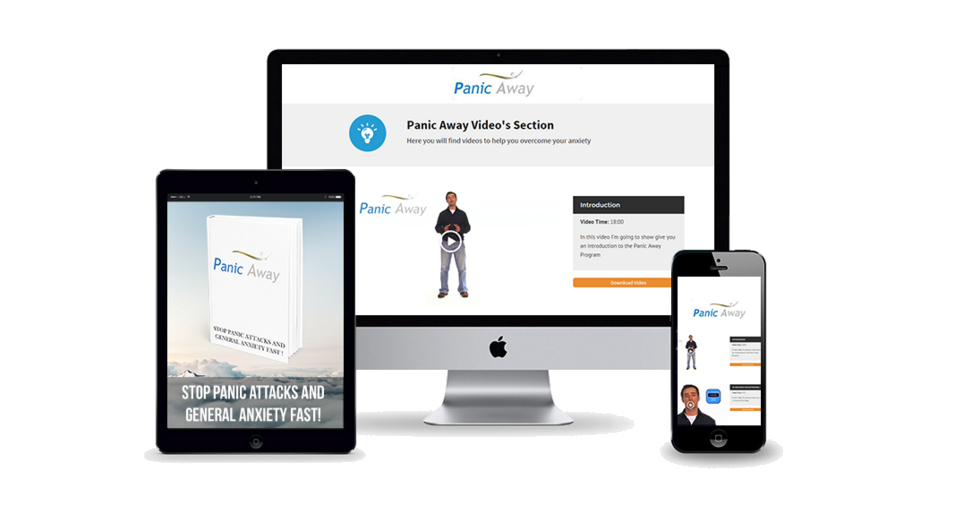 Panic Away
Panic Away Video's Section
Here you will find videos to help you overcome your anxiety
Panic Away
Introduction
Video Time: 18:00
In this video I'm going to show give you
an introduction to the Panic Away
Program
Download Video
Panic Away
STOP PANIC ATTACKS AND
GENERAL ANXIETY FAST !
STOP PANIC ATTACKS AND
GENERAL ANXIETY FAST!
Panic Away